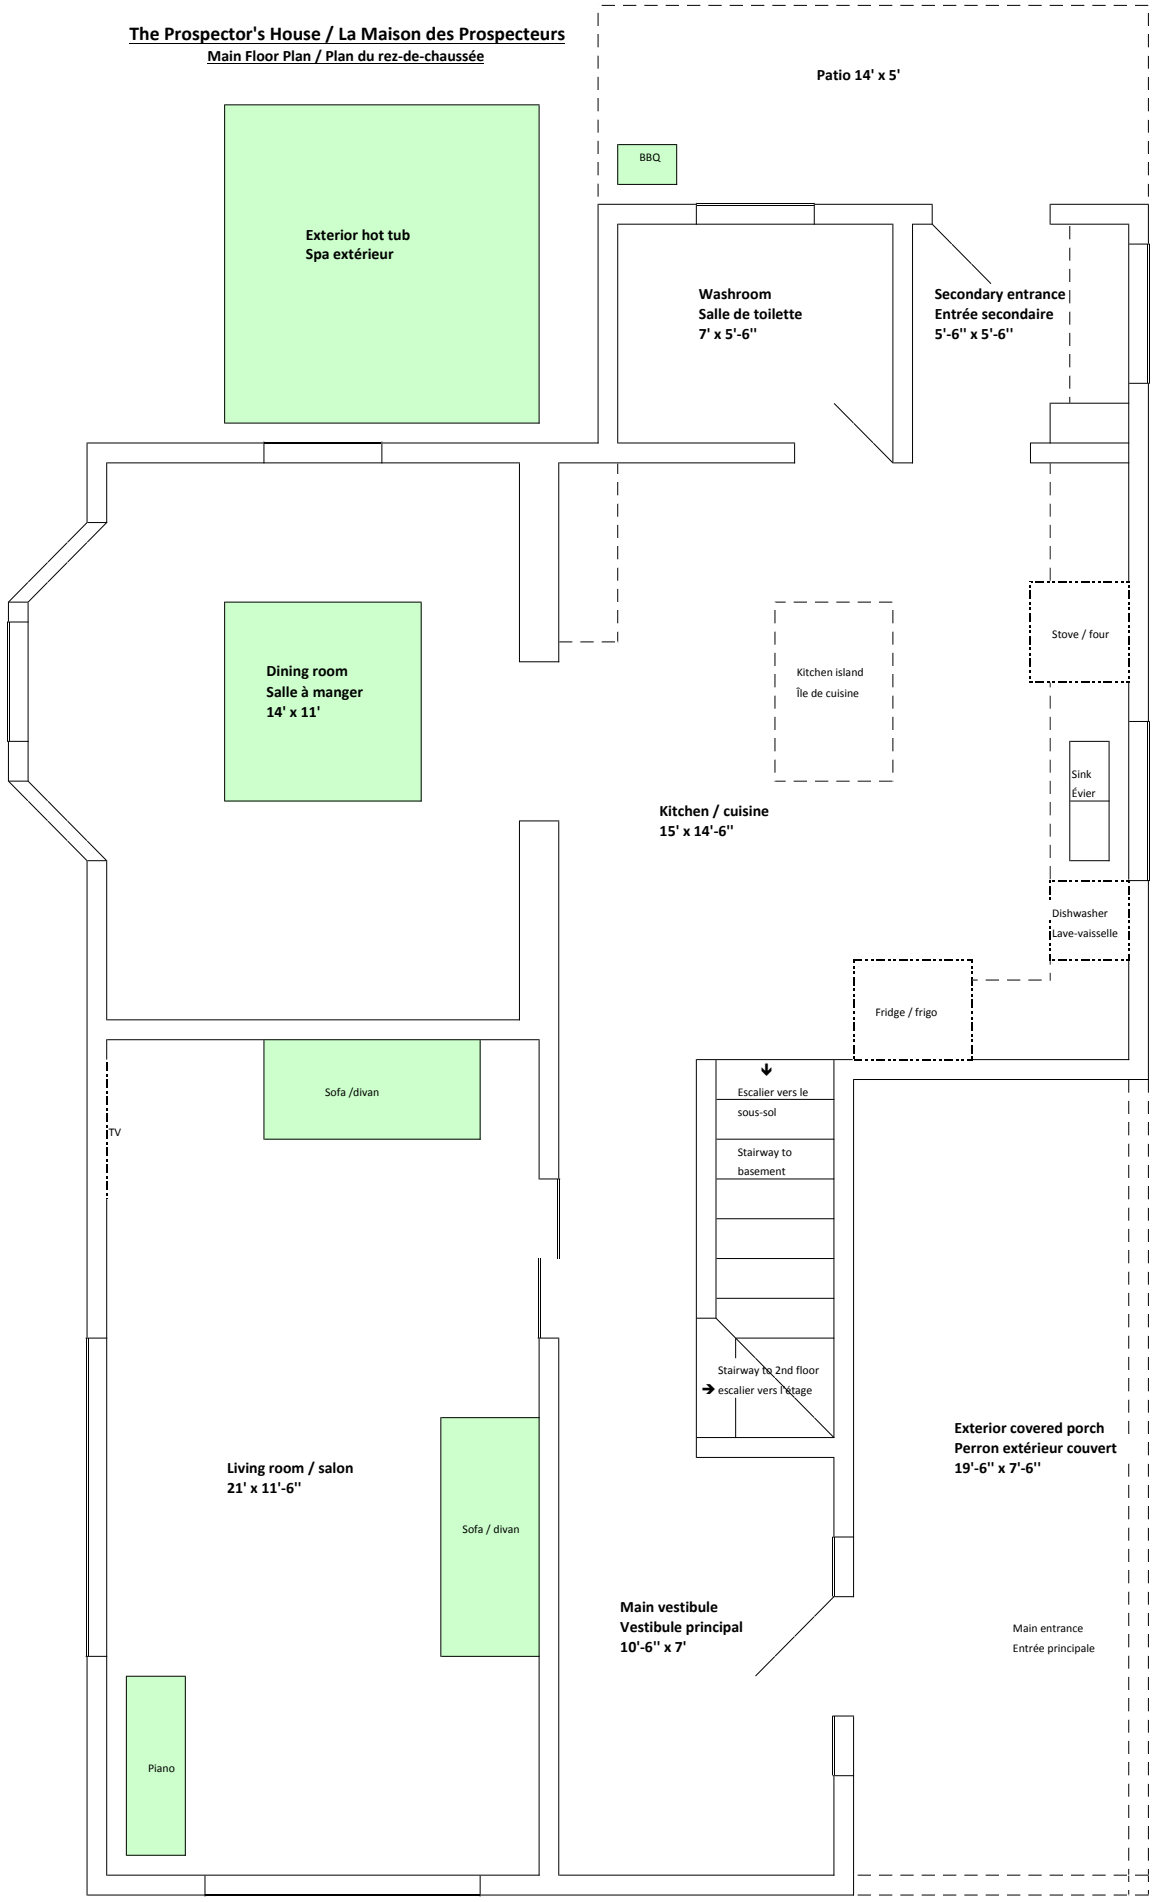 The Prospector's House / La Maison des Prospecteurs
Main Floor Plan / Plan du rez-de-chaussée
Patio 14' x 5'
BBQ
Exterior hot tub
Spa extérieur
Washroom
Salle de toilette
7' x 5'-6''
Secondary entrance
Entrée secondaire
5'-6'' x 5'-6''
Dining room
Salle à manger
14' x 11'
Kitchen island
Île de cuisine
Stove / four
Sink
Évier
Kitchen / cuisine
15' x 14'-6''
Dishwasher
Lave-vaisselle
Fridge / frigo
Sofa /divan
TV
Escalier vers le
sous-sol
Stairway to
basement
Stairway to 2nd floor
escalier vers l'étage
Living room / salon
21' x 11'-6''
Sofa / divan
Exterior covered porch
Perron extérieur couvert
19'-6'' x 7'-6''
Main vestibule
Vestibule principal
10'-6'' x 7'
Main entrance
Entrée principale
Piano